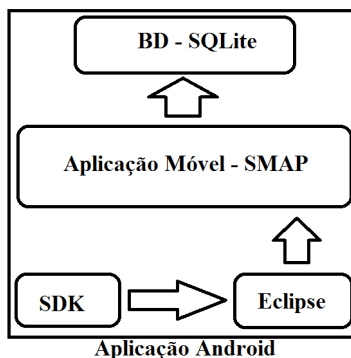 BD - SQLite
Aplicação Móvel - SMAP
SDK
Eclipse
Aplicação Android